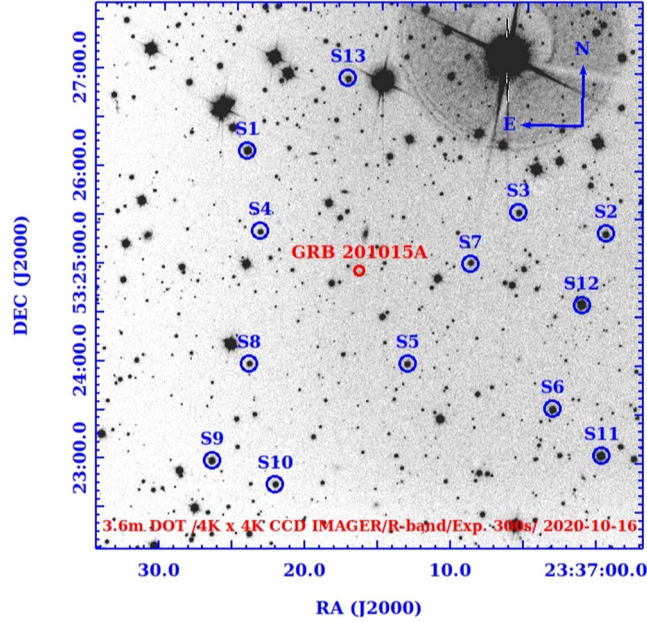 S13
N
E
S1
S3
S4
S2
GRB 201015A
S7
S12
S8
S5
S6
S9
S11
S10
3.6m DOT /4K x 4K CCD IMAGER/R-band/Exp. 300s/ 2020-10-16
27:00.0
26:00.0
53:25:00.0
24:00.0
23:00.0
DEC (J2000)
30.0 20.0 10.0 23:37:00.0
RA (J2000)